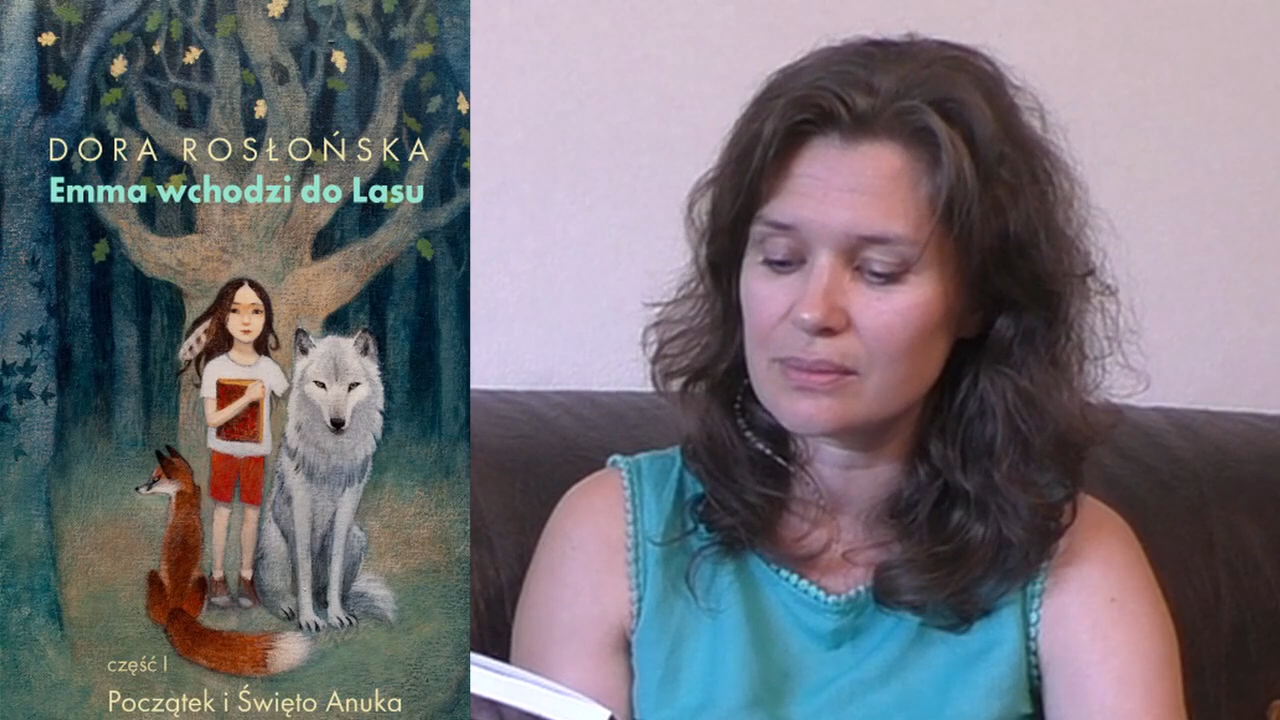 DORA ROSŁOŃSKA
Emma wchodzi do Lasu
część I
Początek i Święto Anuka